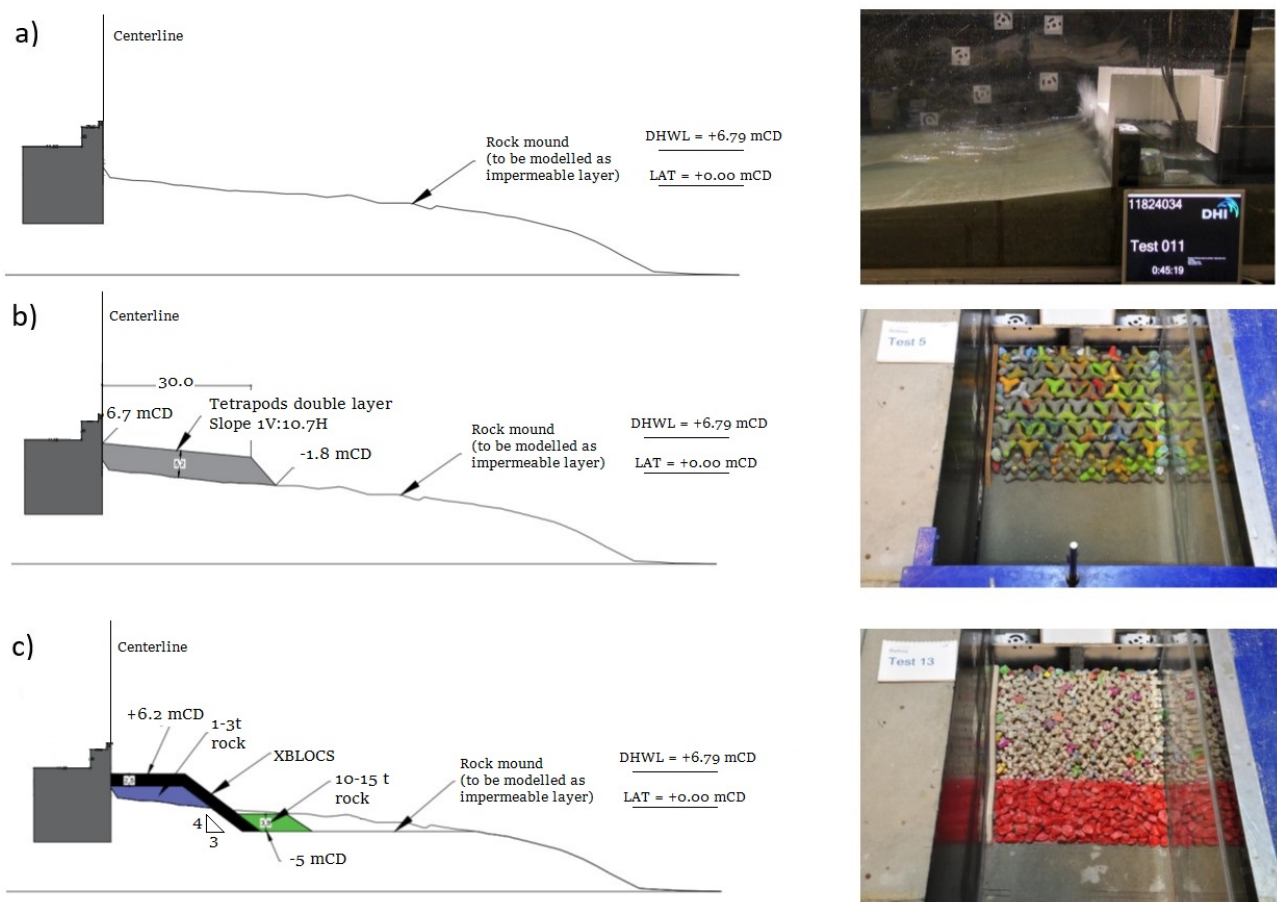 a)
Centerline
Rock mound
(to be modelled as
impermeable layer)
DHWL = +6.79 mCD
LAT = +0.00 mCD
11824034
DHI
Test 011
0:45:19
b)
Centerline
30.0
6.7 mCD
Tetrapods double layer
Slope 1V:10.7H
-1.8 mCD
Rock mound
(to be modelled as
impermeable layer)
DHWL = +6.79 mCD
LAT = +0.00 mCD
Test 5
c)
Centerline
+6.2 mCD
1-3t
rock
XBLOCS
10-15 t
rock
4
3
-5 mCD
Rock mound
(to be modelled as
impermeable layer)
DHWL = +6.79 mCD
LAT = +0.00 mCD
Test 13